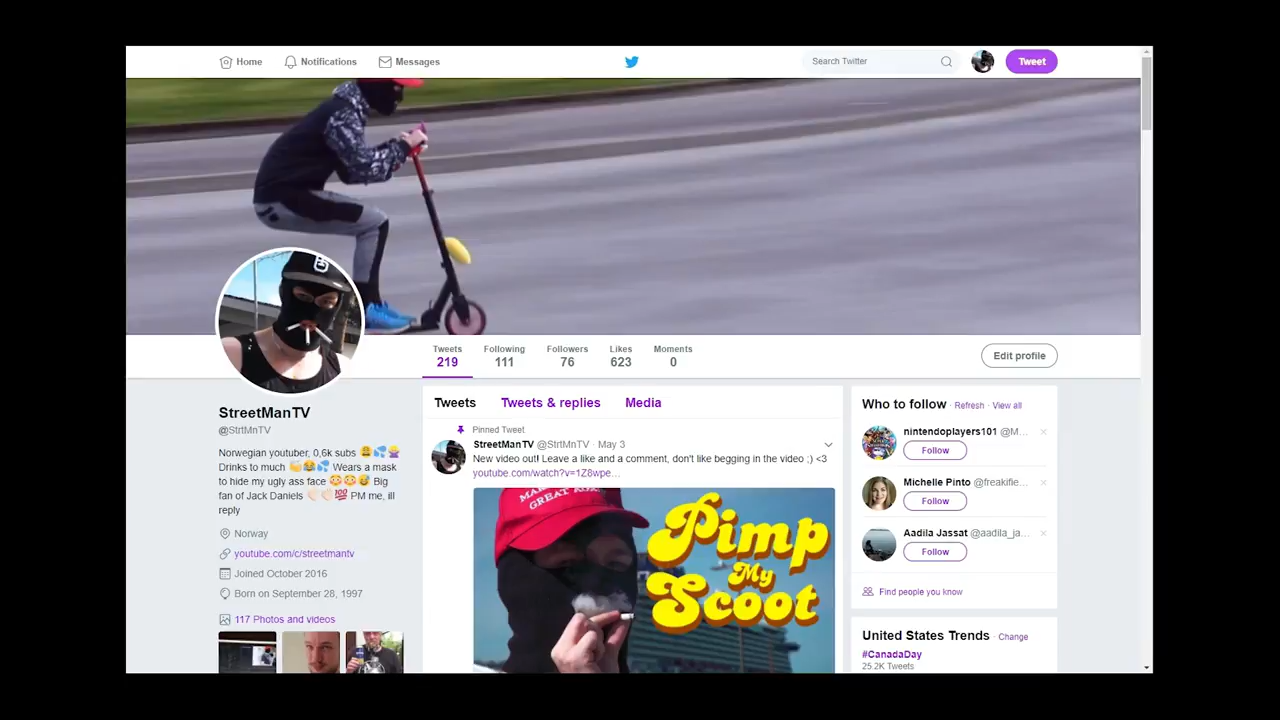 Home
Notifications
Messages
Search Twitter
Tweet
Tweets
Following
Followers
Likes
Moments
219
111
76
623
0
Edit profile
StreetManTV
@StrtMnTV
Norwegian youtuber, 0,6k subs 😩💦🙍
Drinks to much 🍻😂💦 Wears a mask
to hide my ugly ass face 😳😳😅 Big
fan of Jack Daniels 👏🏻👏🏻💯 PM me, ill
reply
Norway
youtube.com/c/streetmantv
Joined October 2016
Born on September 28, 1997
117 Photos and videos
Tweets
Tweets & replies
Media
Pinned Tweet
StreetManTV @StrtMnTV · May 3
New video out! Leave a like and a comment, don't like begging in the video ;) <3
youtube.com/watch?v=1Z8wpe…
GREAT
Pimp
My
Scoot
Who to follow · Refresh · View all
nintendoplayers101 @M...
Follow
Michelle Pinto @freakifie...
Follow
Aadila Jassat @aadila_ja...
Follow
Find people you know
United States Trends · Change
#CanadaDay
25.2K Tweets